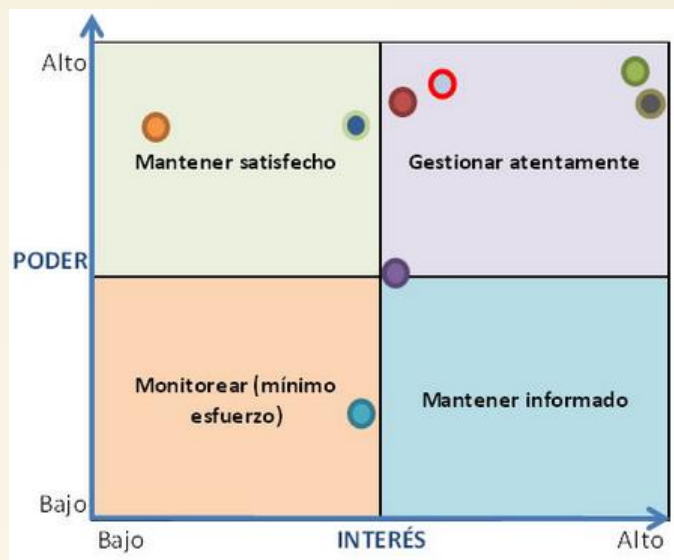 Alto
Mantener satisfecho
Gestionar atentamente
PODER
Monitorear (mínimo
esfuerzo)
Mantener informado
Bajo
Bajo
INTERÉS
Alto